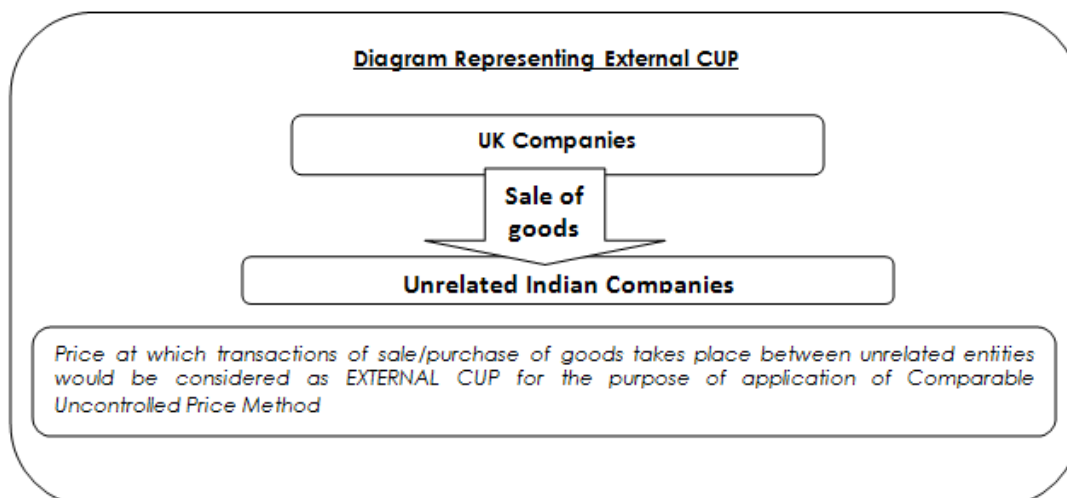 Diagram Representing External CUP
UK Companies
Sale of
goods
Unrelated Indian Companies
Price at which transactions of sale/purchase of goods takes place between unrelated entities
would be considered as EXTERNAL CUP for the purpose of application of Comparable
Uncontrolled Price Method